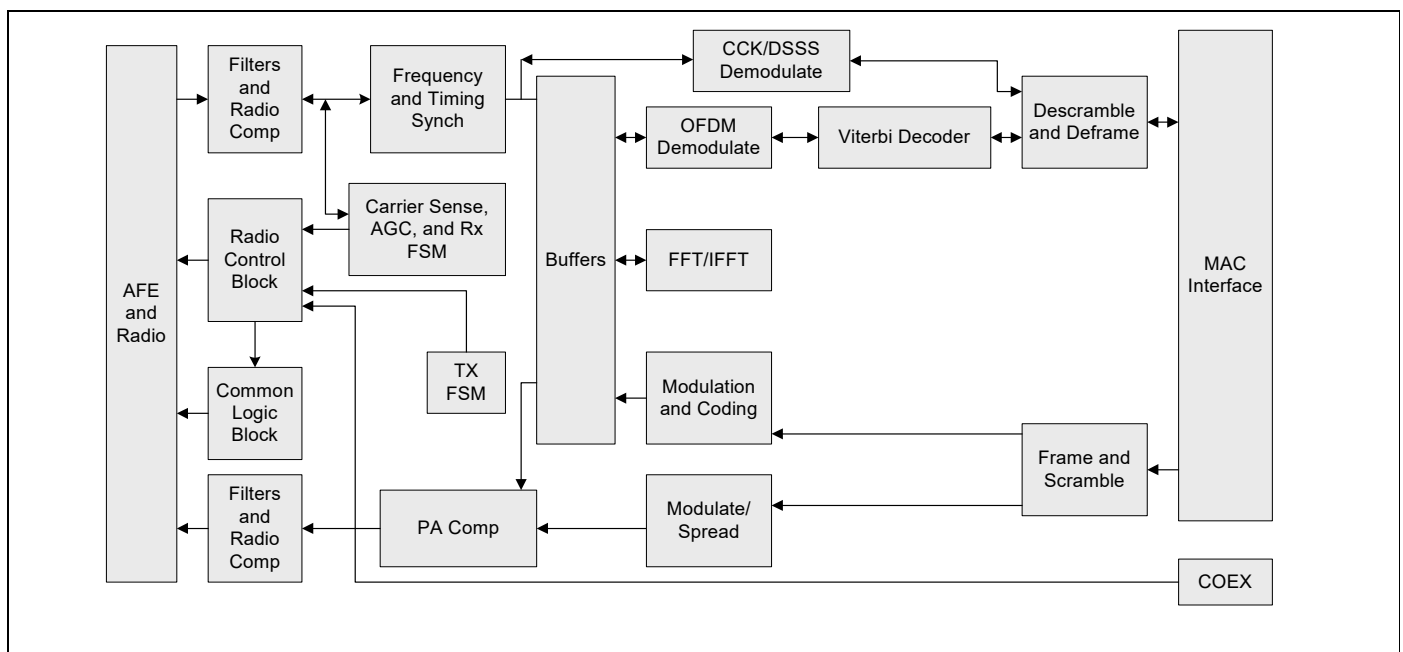 CCK/DSSS
Demodulate
Filters
and
Radio
Comp
Frequency
and Timing
Synch
Descramble
and Deframe
OFDM
Demodulate
Viterbi Decoder
Carrier Sense,
AGC, and Rx
FSM
Radio
Control
Block
Buffers
FFT/IFFT
MAC
Interface
AFE
and
Radio
TX
FSM
Modulation
and Coding
Common
Logic
Block
Frame and
Scramble
Filters
and
Radio
Comp
PA Comp
Modulate/
Spread
COEX